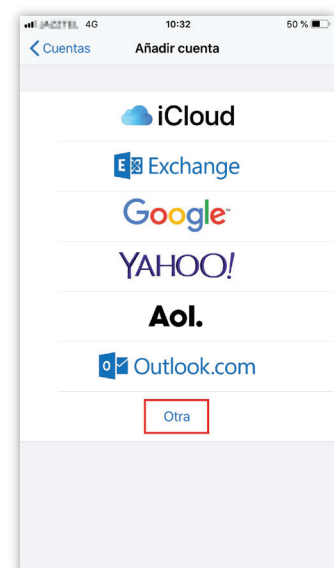 4G 10:32 50 %
Cuentas Añadir cuenta
iCloud
E Exchange
Google
YAHOO!
Aol.
o Outlook.com
Otra